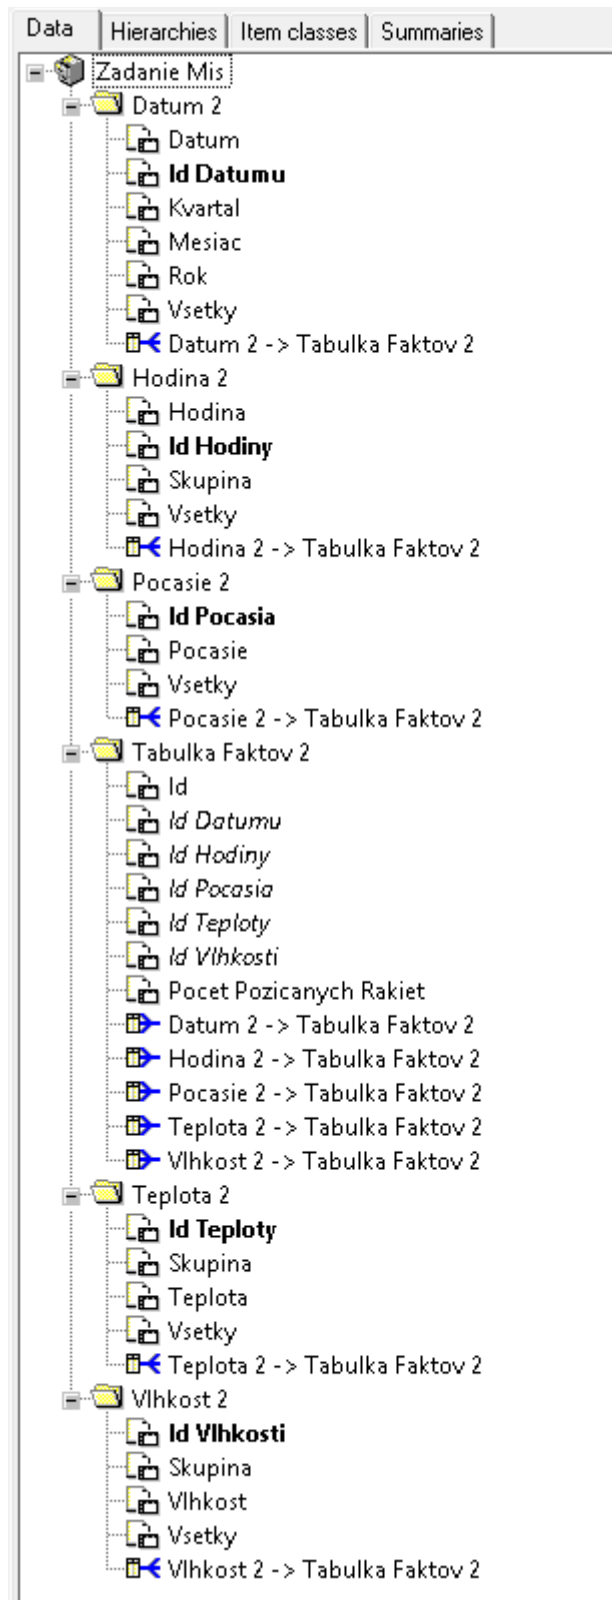 Data Hierarchies Item classes Summaries
Zadanie Mis
Datum 2
Datum
Id Datumu
Kvartal
Mesiac
Rok
Vsetky
Datum 2 -> Tabulka Faktov 2
Hodina 2
Hodina
Id Hodiny
Skupina
Vsetky
Hodina 2 -> Tabulka Faktov 2
Pocasie 2
Id Pocasia
Pocasie
Vsetky
Pocasie 2 -> Tabulka Faktov 2
Tabulka Faktov 2
Id
Id Datumu
Id Hodiny
Id Pocasia
Id Teploty
Id Vlhkosti
Pocet Pozicanych Rakiet
Datum 2 -> Tabulka Faktov 2
Hodina 2 -> Tabulka Faktov 2
Pocasie 2 -> Tabulka Faktov 2
Teplota 2 -> Tabulka Faktov 2
Vlhkost 2 -> Tabulka Faktov 2
Teplota 2
Id Teploty
Skupina
Teplota
Vsetky
Teplota 2 -> Tabulka Faktov 2
Vlhkost 2
Id Vlhkosti
Skupina
Vlhkost
Vsetky
Vlhkost 2 -> Tabulka Faktov 2